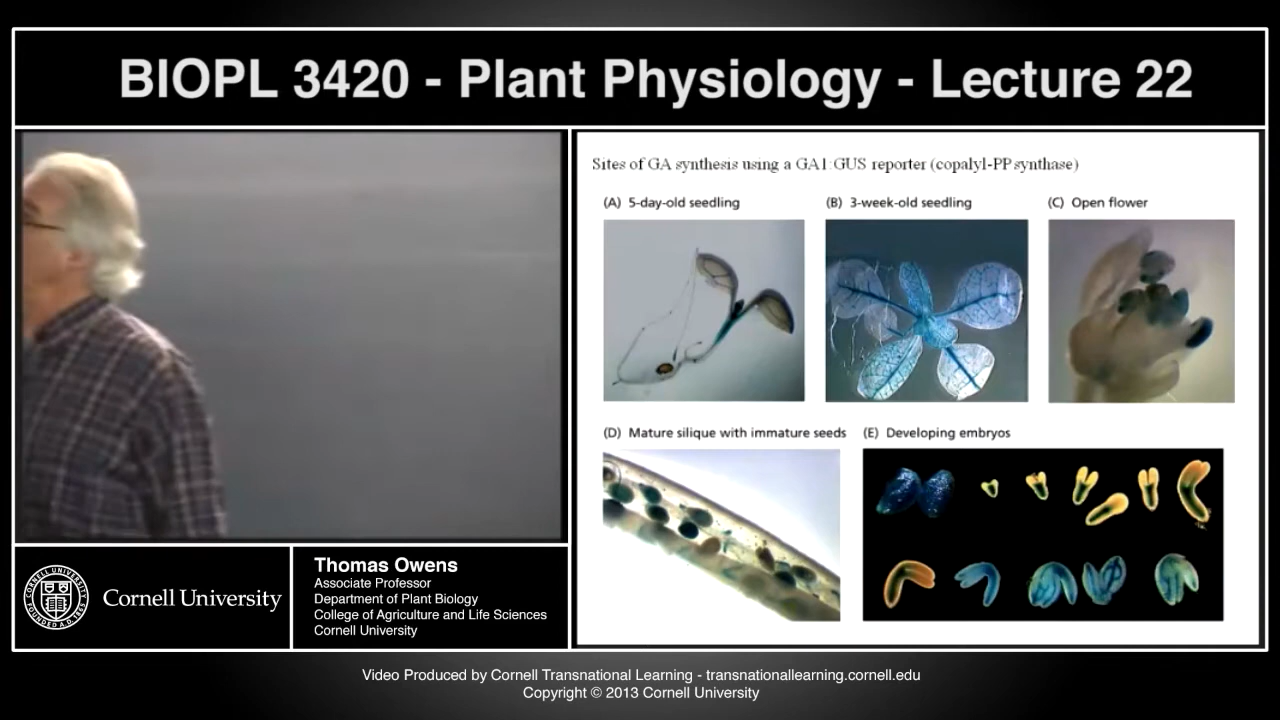 BIOPL 3420 - Plant Physiology - Lecture 22
Sites of GA synthesis using a GA1:GUS reporter (copalyl-PP synthase)
(A) 5-day-old seedling
(B) 3-week-old seedling
(C) Open flower
(D) Mature silique with immature seeds
(E) Developing embryos
Cornell University
Thomas Owens
Associate Professor
Department of Plant Biology
College of Agriculture and Life Sciences
Cornell University
Video Produced by Cornell Transnational Learning - transnationallearning.cornell.edu
Copyright © 2013 Cornell University